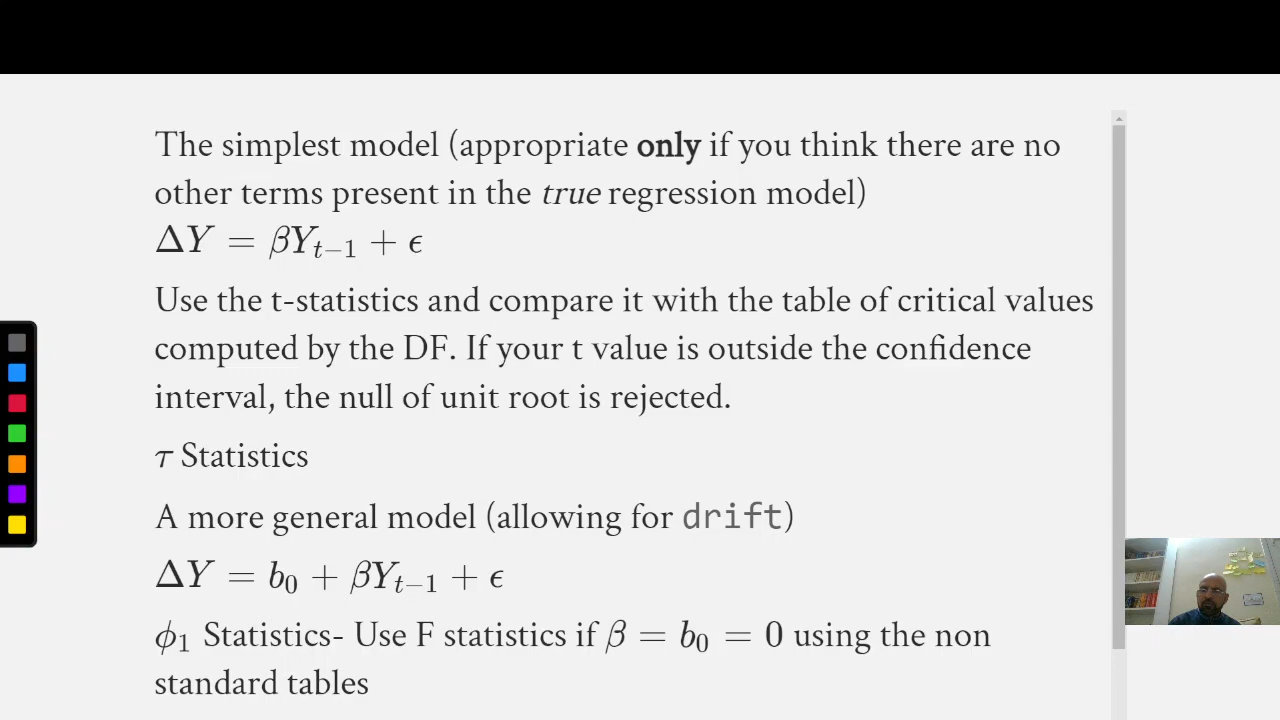 The simplest model (appropriate only if you think there are no
other terms present in the true regression model)
ΔY = βY_{t−1} + ϵ
Use the t-statistics and compare it with the table of critical values
computed by the DF. If your t value is outside the confidence
interval, the null of unit root is rejected.
τ Statistics
A more general model (allowing for drift)
ΔY = b₀ + βY_{t−1} + ϵ
ϕ₁ Statistics- Use F statistics if β = b₀ = 0 using the non
standard tables